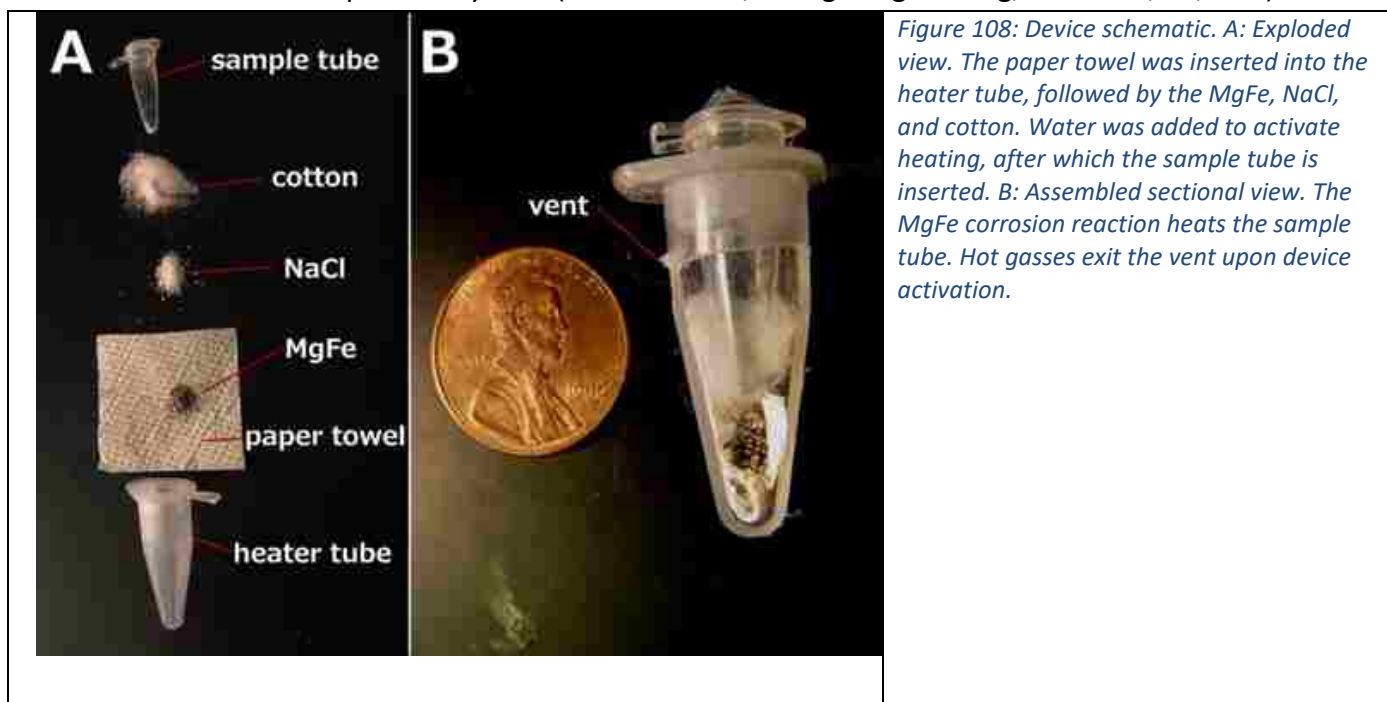 A
sample tube
cotton
NaCl
MgFe
paper towel
heater tube
B
vent
Figure 108: Device schematic. A: Exploded
view. The paper towel was inserted into the
heater tube, followed by the MgFe, NaCl,
and cotton. Water was added to activate
heating, after which the sample tube is
inserted. B: Assembled sectional view. The
MgFe corrosion reaction heats the sample
tube. Hot gasses exit the vent upon device
activation.